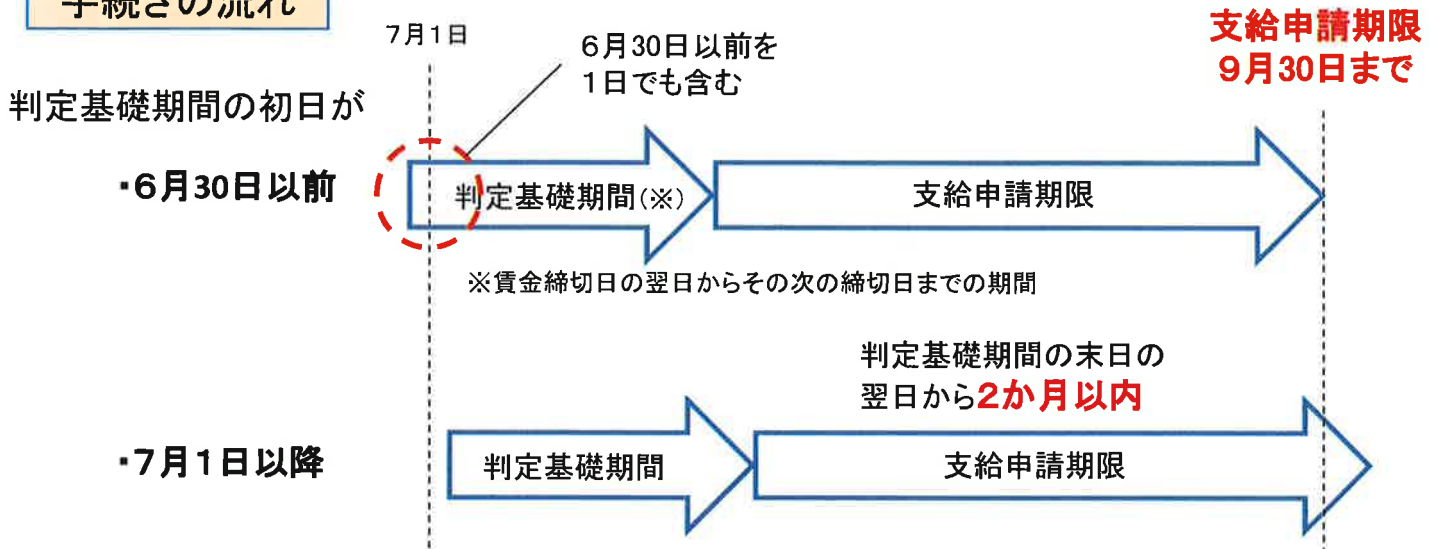 手続きの流れ
7月1日
6月30日以前を
1日でも含む
支給申請期限
9月30日まで
判定基礎期間の初日が
・6月30日以前
判定基礎期間(※)
支給申請期限
※賃金締切日の翌日からその次の締切日までの期間
判定基礎期間の末日の
翌日から2か月以内
・7月1日以降
判定基礎期間
支給申請期限